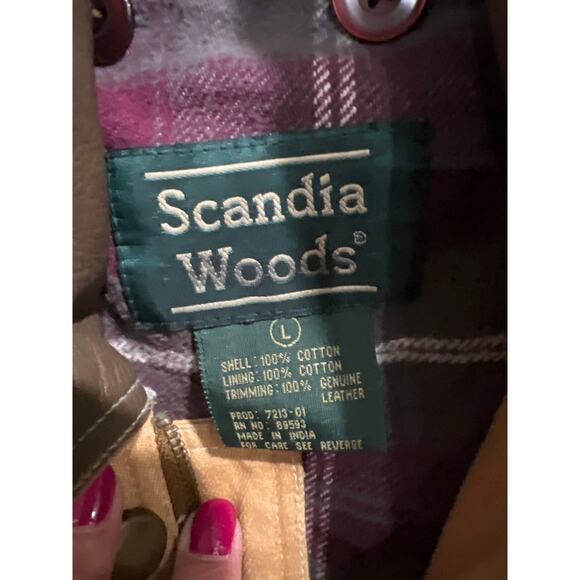 Scandia
Woods®
L
SHELL: 100% COTTON
LINING: 100% COTTON
TRIMMING: 100% GENUINE
LEATHER
PROD: 7213-01
RN NO: 89593
MADE IN INDIA
FOR CARE SEE REVERSE